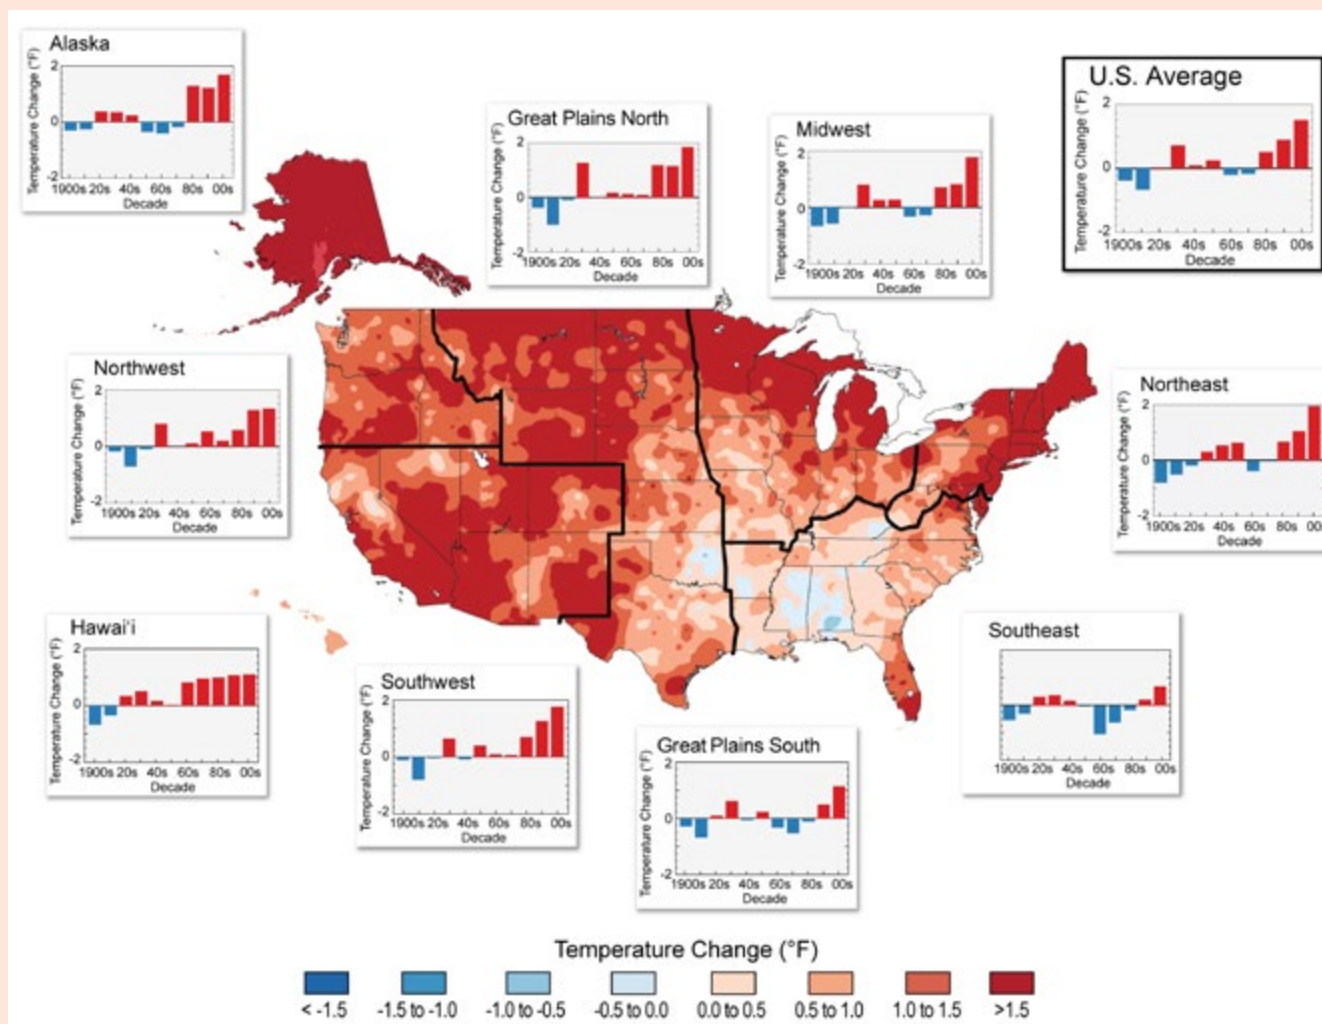 Alaska
Temperature Change (°F)
2
0
-2
1900s 20s 40s 60s 80s 00s
Decade
Great Plains North
Temperature Change (°F)
2
0
-2
1900s 20s 40s 60s 80s 00s
Decade
Midwest
Temperature Change (°F)
2
0
-2
1900s 20s 40s 60s 80s 00s
Decade
U.S. Average
Temperature Change (°F)
2
0
-2
1900s 20s 40s 60s 80s 00s
Decade
Northwest
Temperature Change (°F)
2
0
-2
1900s 20s 40s 60s 80s 00s
Decade
Northeast
Temperature Change (°F)
2
0
-2
1900s 20s 40s 60s 80s 00s
Decade
Hawai'i
Temperature Change (°F)
2
0
-2
1900s 20s 40s 60s 80s 00s
Decade
Southwest
Temperature Change (°F)
2
0
-2
1900s 20s 40s 60s 80s 00s
Decade
Southeast
1900s 20s 40s 60s 80s 00s
Decade
Great Plains South
Temperature Change (°F)
2
0
-2
1900s 20s 40s 60s 80s 00s
Decade
Temperature Change (°F)
< -1.5 -1.5 to -1.0 -1.0 to -0.5 -0.5 to 0.0 0.0 to 0.5 0.5 to 1.0 1.0 to 1.5 >1.5